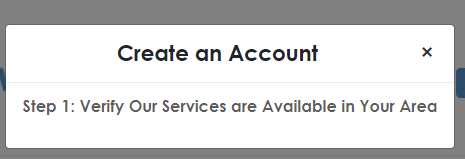 Create an Account ×
Step 1: Verify Our Services are Available in Your Area